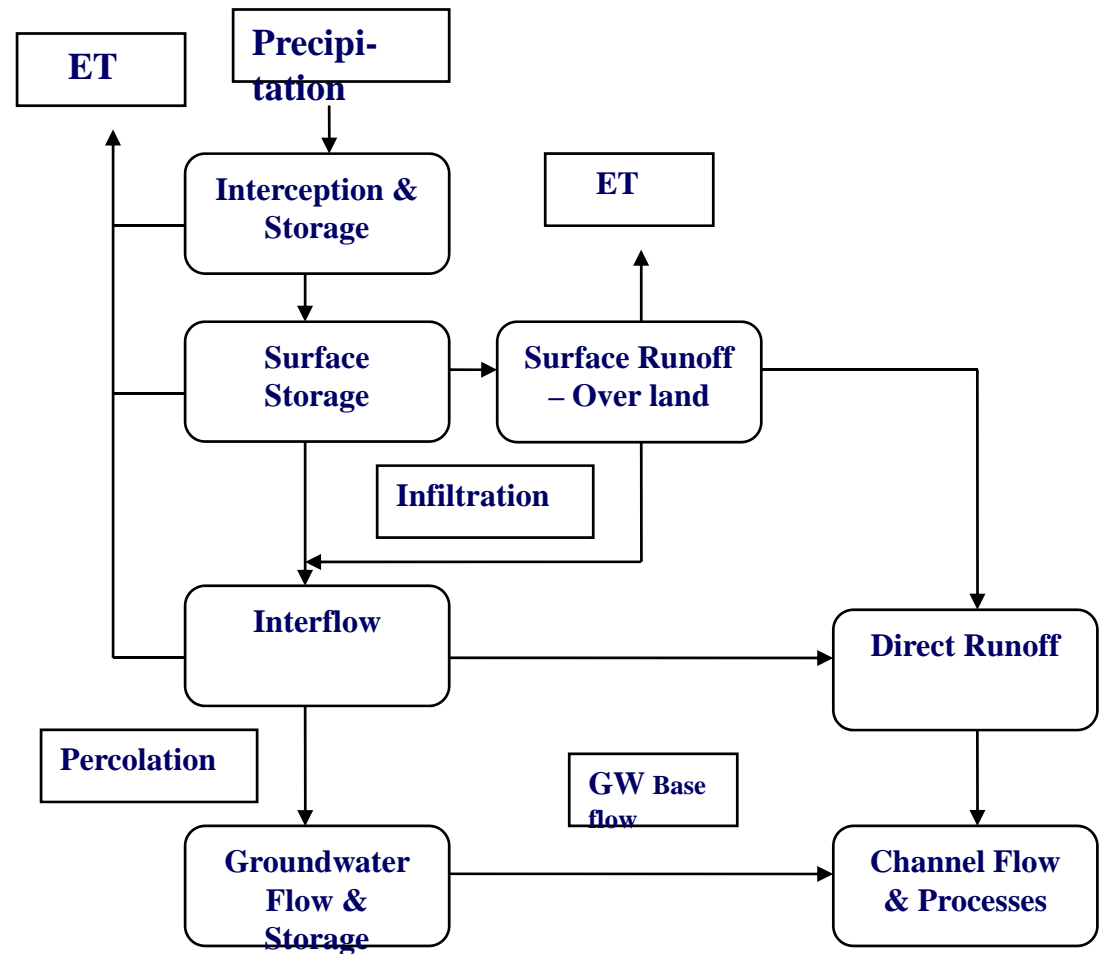 ET
Precipi-
tation
Interception &
Storage
ET
Surface
Storage
Surface Runoff
– Over land
Infiltration
Interflow
Direct Runoff
Percolation
GW Base
flow
Groundwater
Flow &
Storage
Channel Flow
& Processes